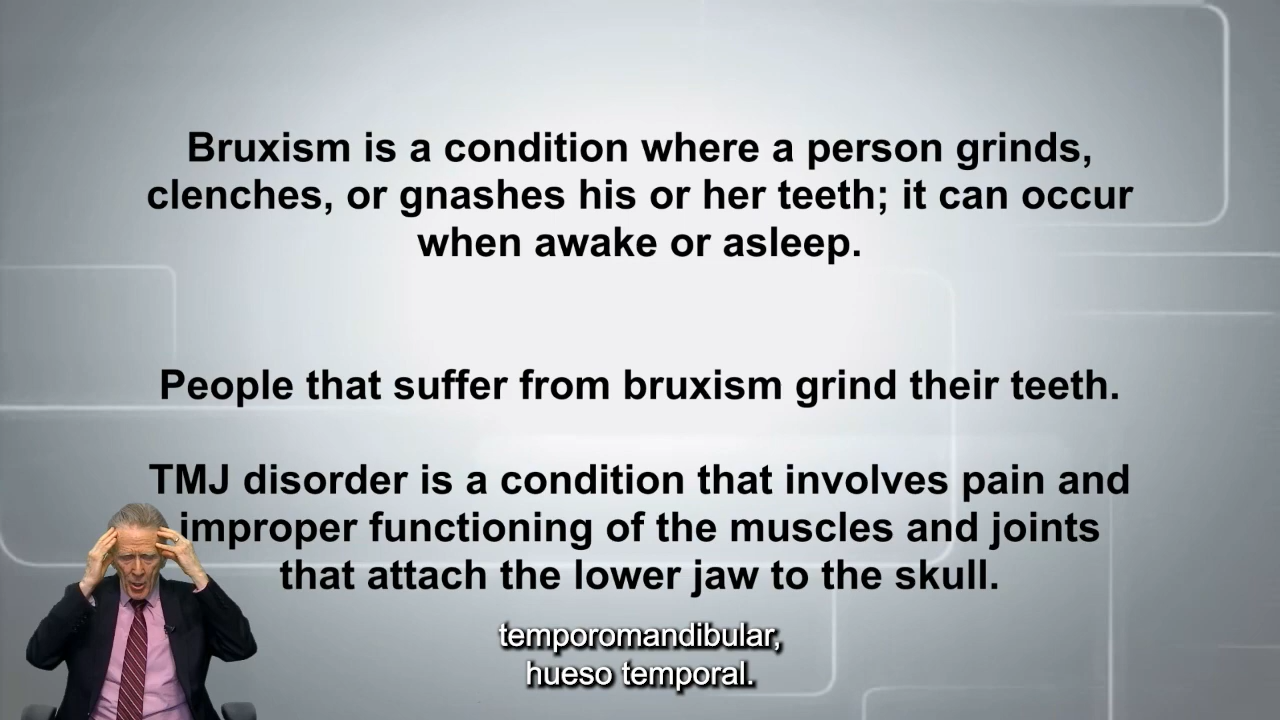 Bruxism is a condition where a person grinds,
clenches, or gnashes his or her teeth; it can occur
when awake or asleep.
People that suffer from bruxism grind their teeth.
TMJ disorder is a condition that involves pain and
improper functioning of the muscles and joints
that attach the lower jaw to the skull.
temporomandibular,
hueso temporal.